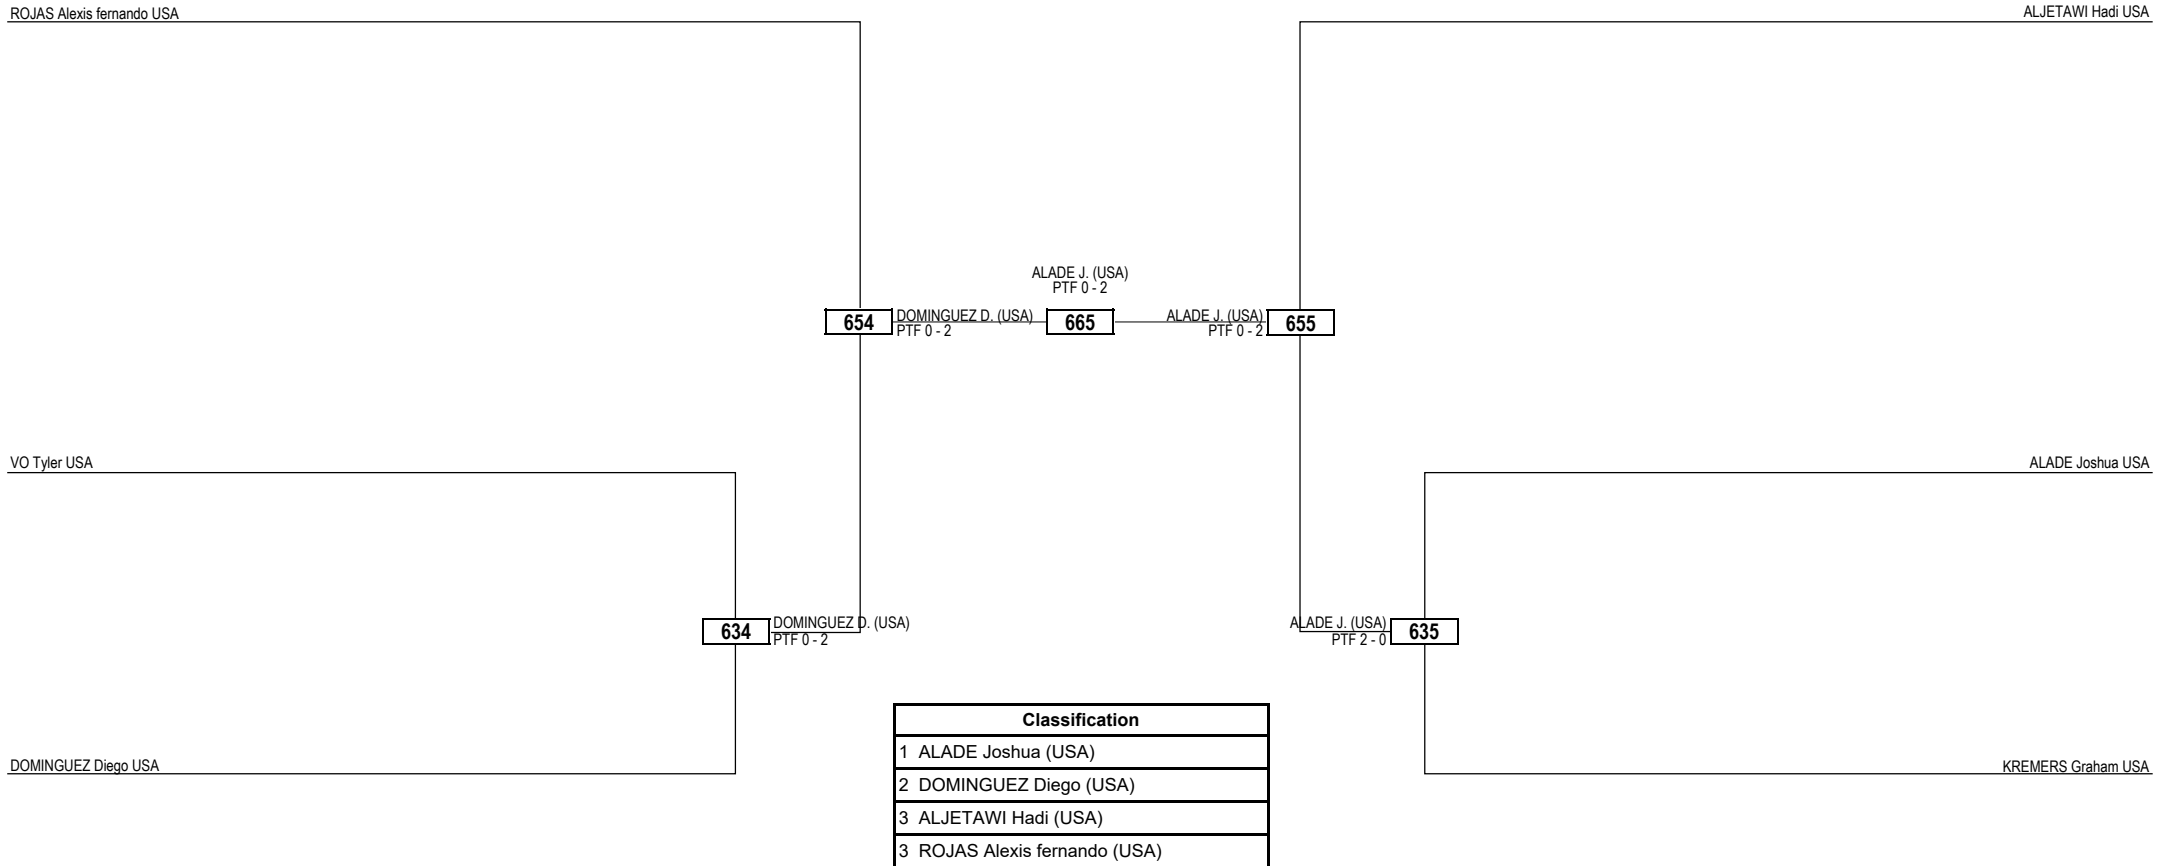 ROJAS Alexis fernando USA
ALJETAWI Hadi USA
ALADE J. (USA)
PTF 0 - 2
654
DOMINGUEZ D. (USA)
PTF 0 - 2
665
ALADE J. (USA)
PTF 0 - 2
655
VO Tyler USA
ALADE Joshua USA
634
DOMINGUEZ D. (USA)
PTF 0 - 2
ALADE J. (USA)
PTF 2 - 0
635
DOMINGUEZ Diego USA
KREMERS Graham USA
Classification
1 ALADE Joshua (USA)
2 DOMINGUEZ Diego (USA)
3 ALJETAWI Hadi (USA)
3 ROJAS Alexis fernando (USA)